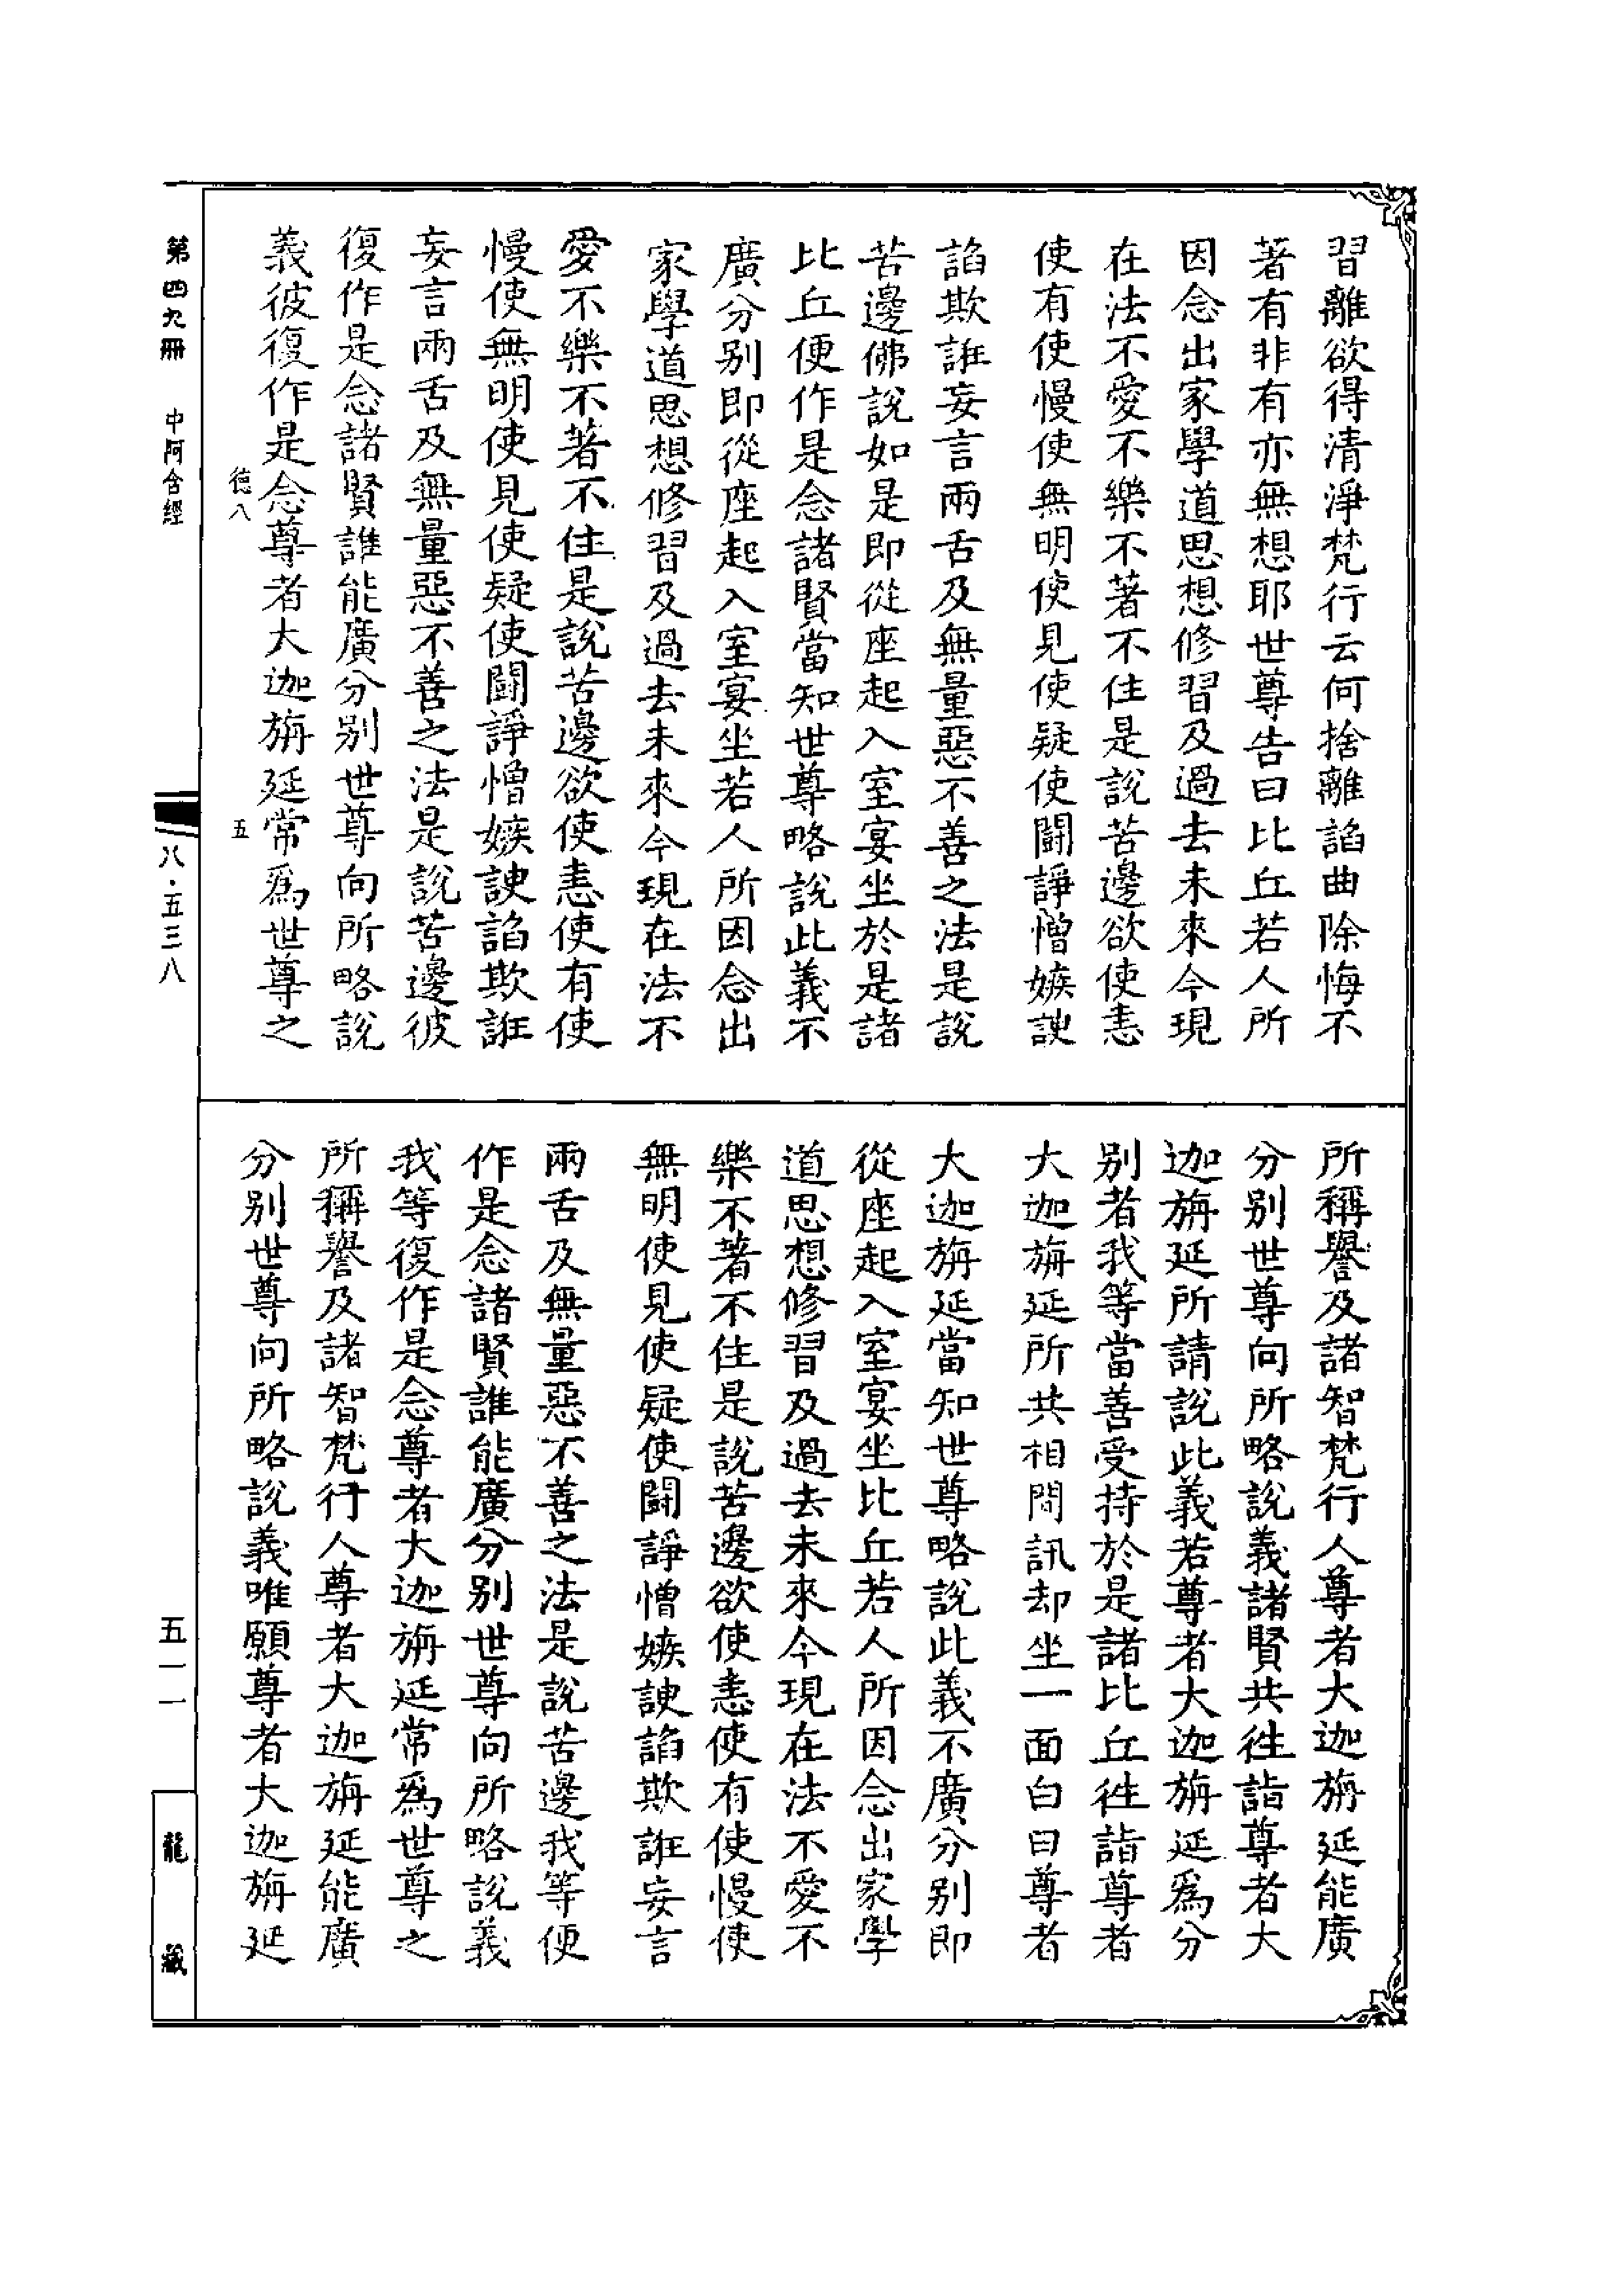 習離欲得清淨梵行云何捨離諂曲除悔不
著有非有亦無想耶世尊告曰比丘若人所
因念出家學道思想修習及過去未來今現
在法不愛不樂不著不住是說苦邊欲使恚
使有使慢使無明使見使疑使鬬諍憎嫉諛
諂欺誑妄言兩舌及無量惡不善之法是說
苦邊佛說如是即從座起入室宴坐於是諸
比丘便作是念諸賢當知世尊略說此義不
廣分別即從座起入室宴坐若人所因念出
家學道思想修習及過去未來今現在法不
愛不樂不著不住是說苦邊欲使恚使有使
慢使無明使見使疑使鬬諍憎嫉諛諂欺誑
妄言兩舌及無量惡不善之法是說苦邊彼
復作是念諸賢誰能廣分別世尊向所略說
義彼復作是念尊者大迦旃延常爲世尊之
德八 五
所稱譽及諸智梵行人尊者大迦旃延能廣
分別世尊向所略說義諸賢共往詣尊者大
迦旃延所請說此義若尊者大迦旃延爲分
別者我等當善受持於是諸比丘往詣尊者
大迦旃延所共相問訊却坐一面白曰尊者
大迦旃延當知世尊略說此義不廣分別即
從座起入室宴坐比丘若人所因念出家學
道思想修習及過去未來今現在法不愛不
樂不著不住是說苦邊欲使恚使有使慢使
無明使見使疑使鬬諍憎嫉諛諂欺誑妄言
兩舌及無量惡不善之法是說苦邊我等便
作是念諸賢誰能廣分別世尊向所略說義
我等復作是念尊者大迦旃延常爲世尊之
所稱譽及諸智梵行人尊者大迦旃延能廣
分別世尊向所略說義唯願尊者大迦旃延
第四九冊 中阿含經
八·五三八
五一一
龍藏